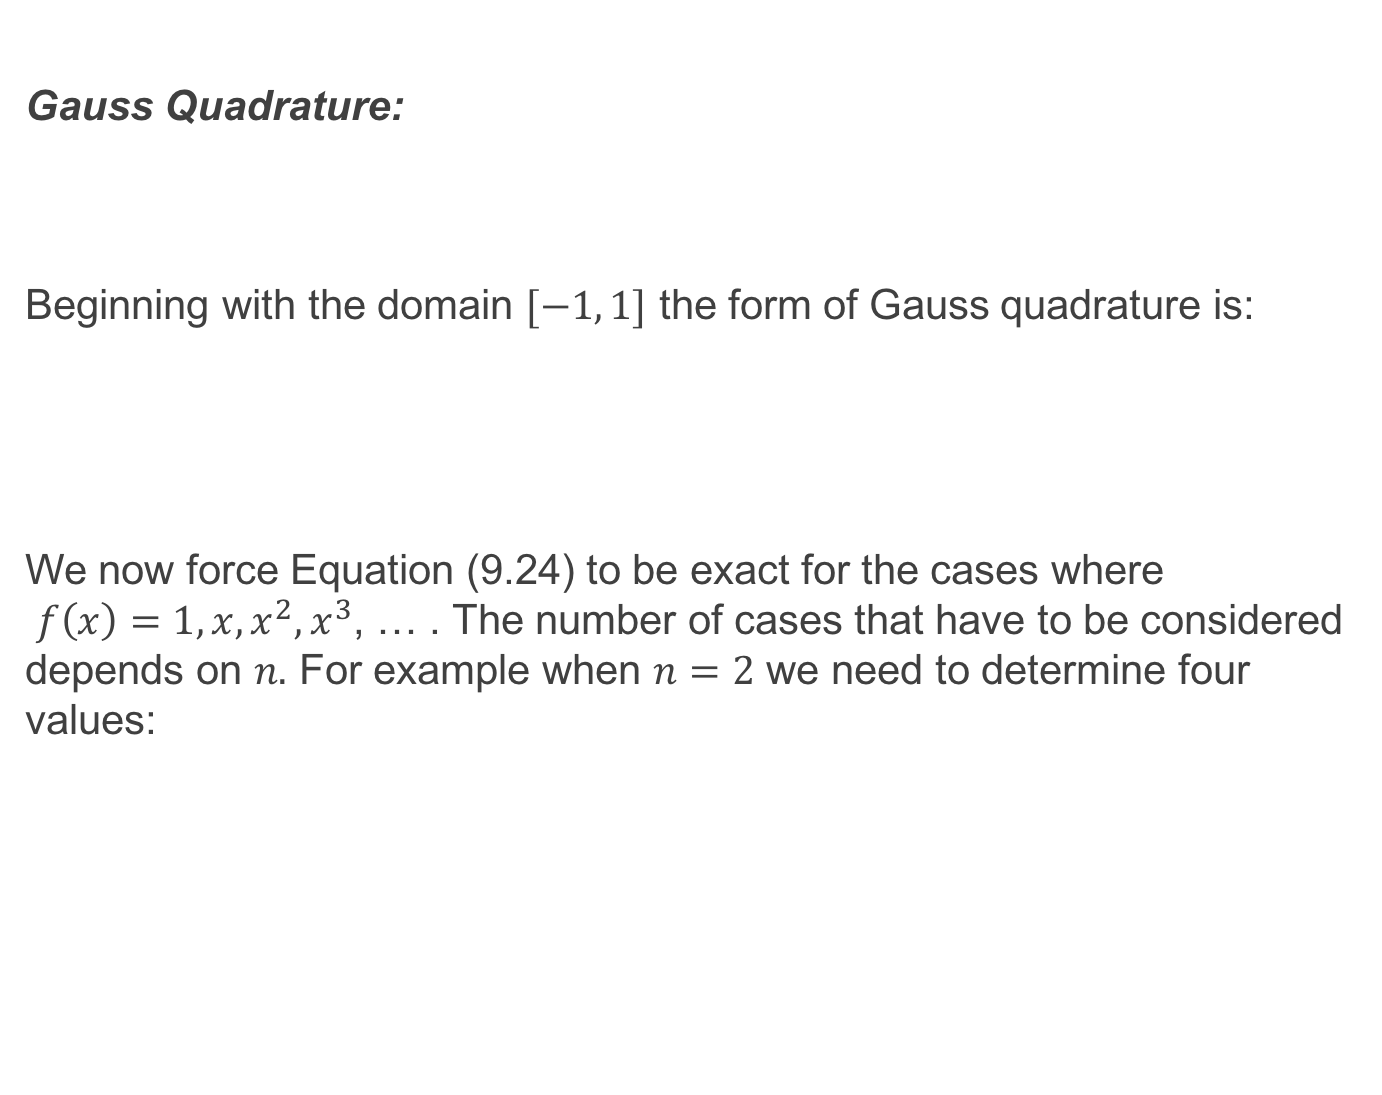 Gauss Quadrature:
Beginning with the domain [−1, 1] the form of Gauss quadrature is:
We now force Equation (9.24) to be exact for the cases where
f(x) = 1, x, x², x³, … . The number of cases that have to be considered
depends on n. For example when n = 2 we need to determine four
values: